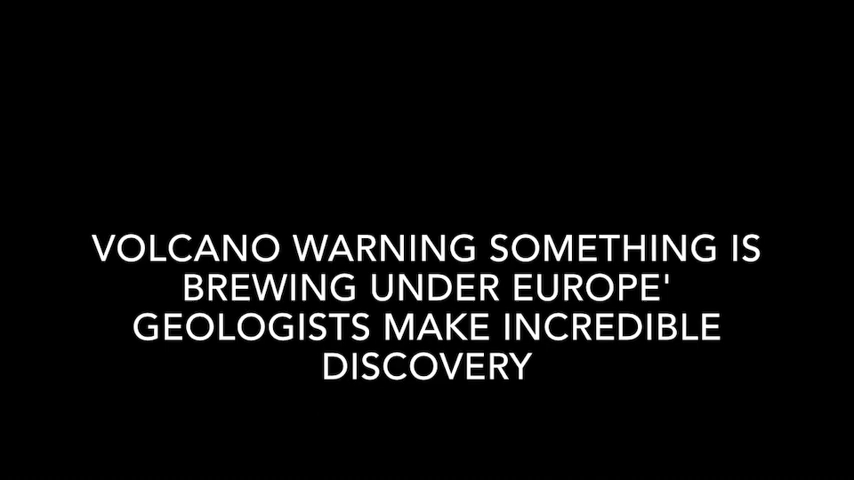 VOLCANO WARNING SOMETHING IS
BREWING UNDER EUROPE'
GEOLOGISTS MAKE INCREDIBLE
DISCOVERY